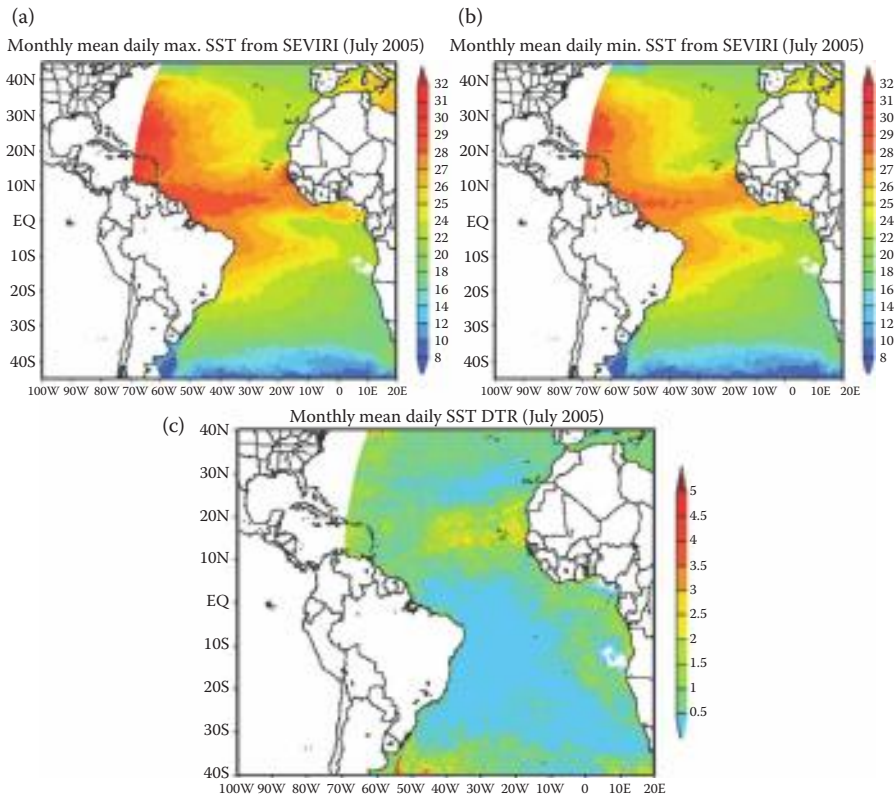 (a)
Monthly mean daily max. SST from SEVIRI (July 2005)
40N
30N
20N
10N
EQ
10S
20S
30S
40S
100W 90W 80W 70W 60W 50W 40W 30W 20W 10W 0 10E 20E
32
31
30
29
28
27
26
25
24
22
20
18
16
14
12
10
8
(b)
Monthly mean daily min. SST from SEVIRI (July 2005)
40N
30N
20N
10N
EQ
10S
20S
30S
40S
100W 90W 80W 70W 60W 50W 40W 30W 20W 10W 0 10E 20E
32
31
30
29
28
27
26
25
24
22
20
18
16
14
12
10
8
(c)
Monthly mean daily SST DTR (July 2005)
40N
30N
20N
10N
EQ
10S
20S
30S
40S
100W 90W 80W 70W 60W 50W 40W 30W 20W 10W 0 10E 20E
5
4.5
4
3.5
3
2.5
2
1.5
1
0.5